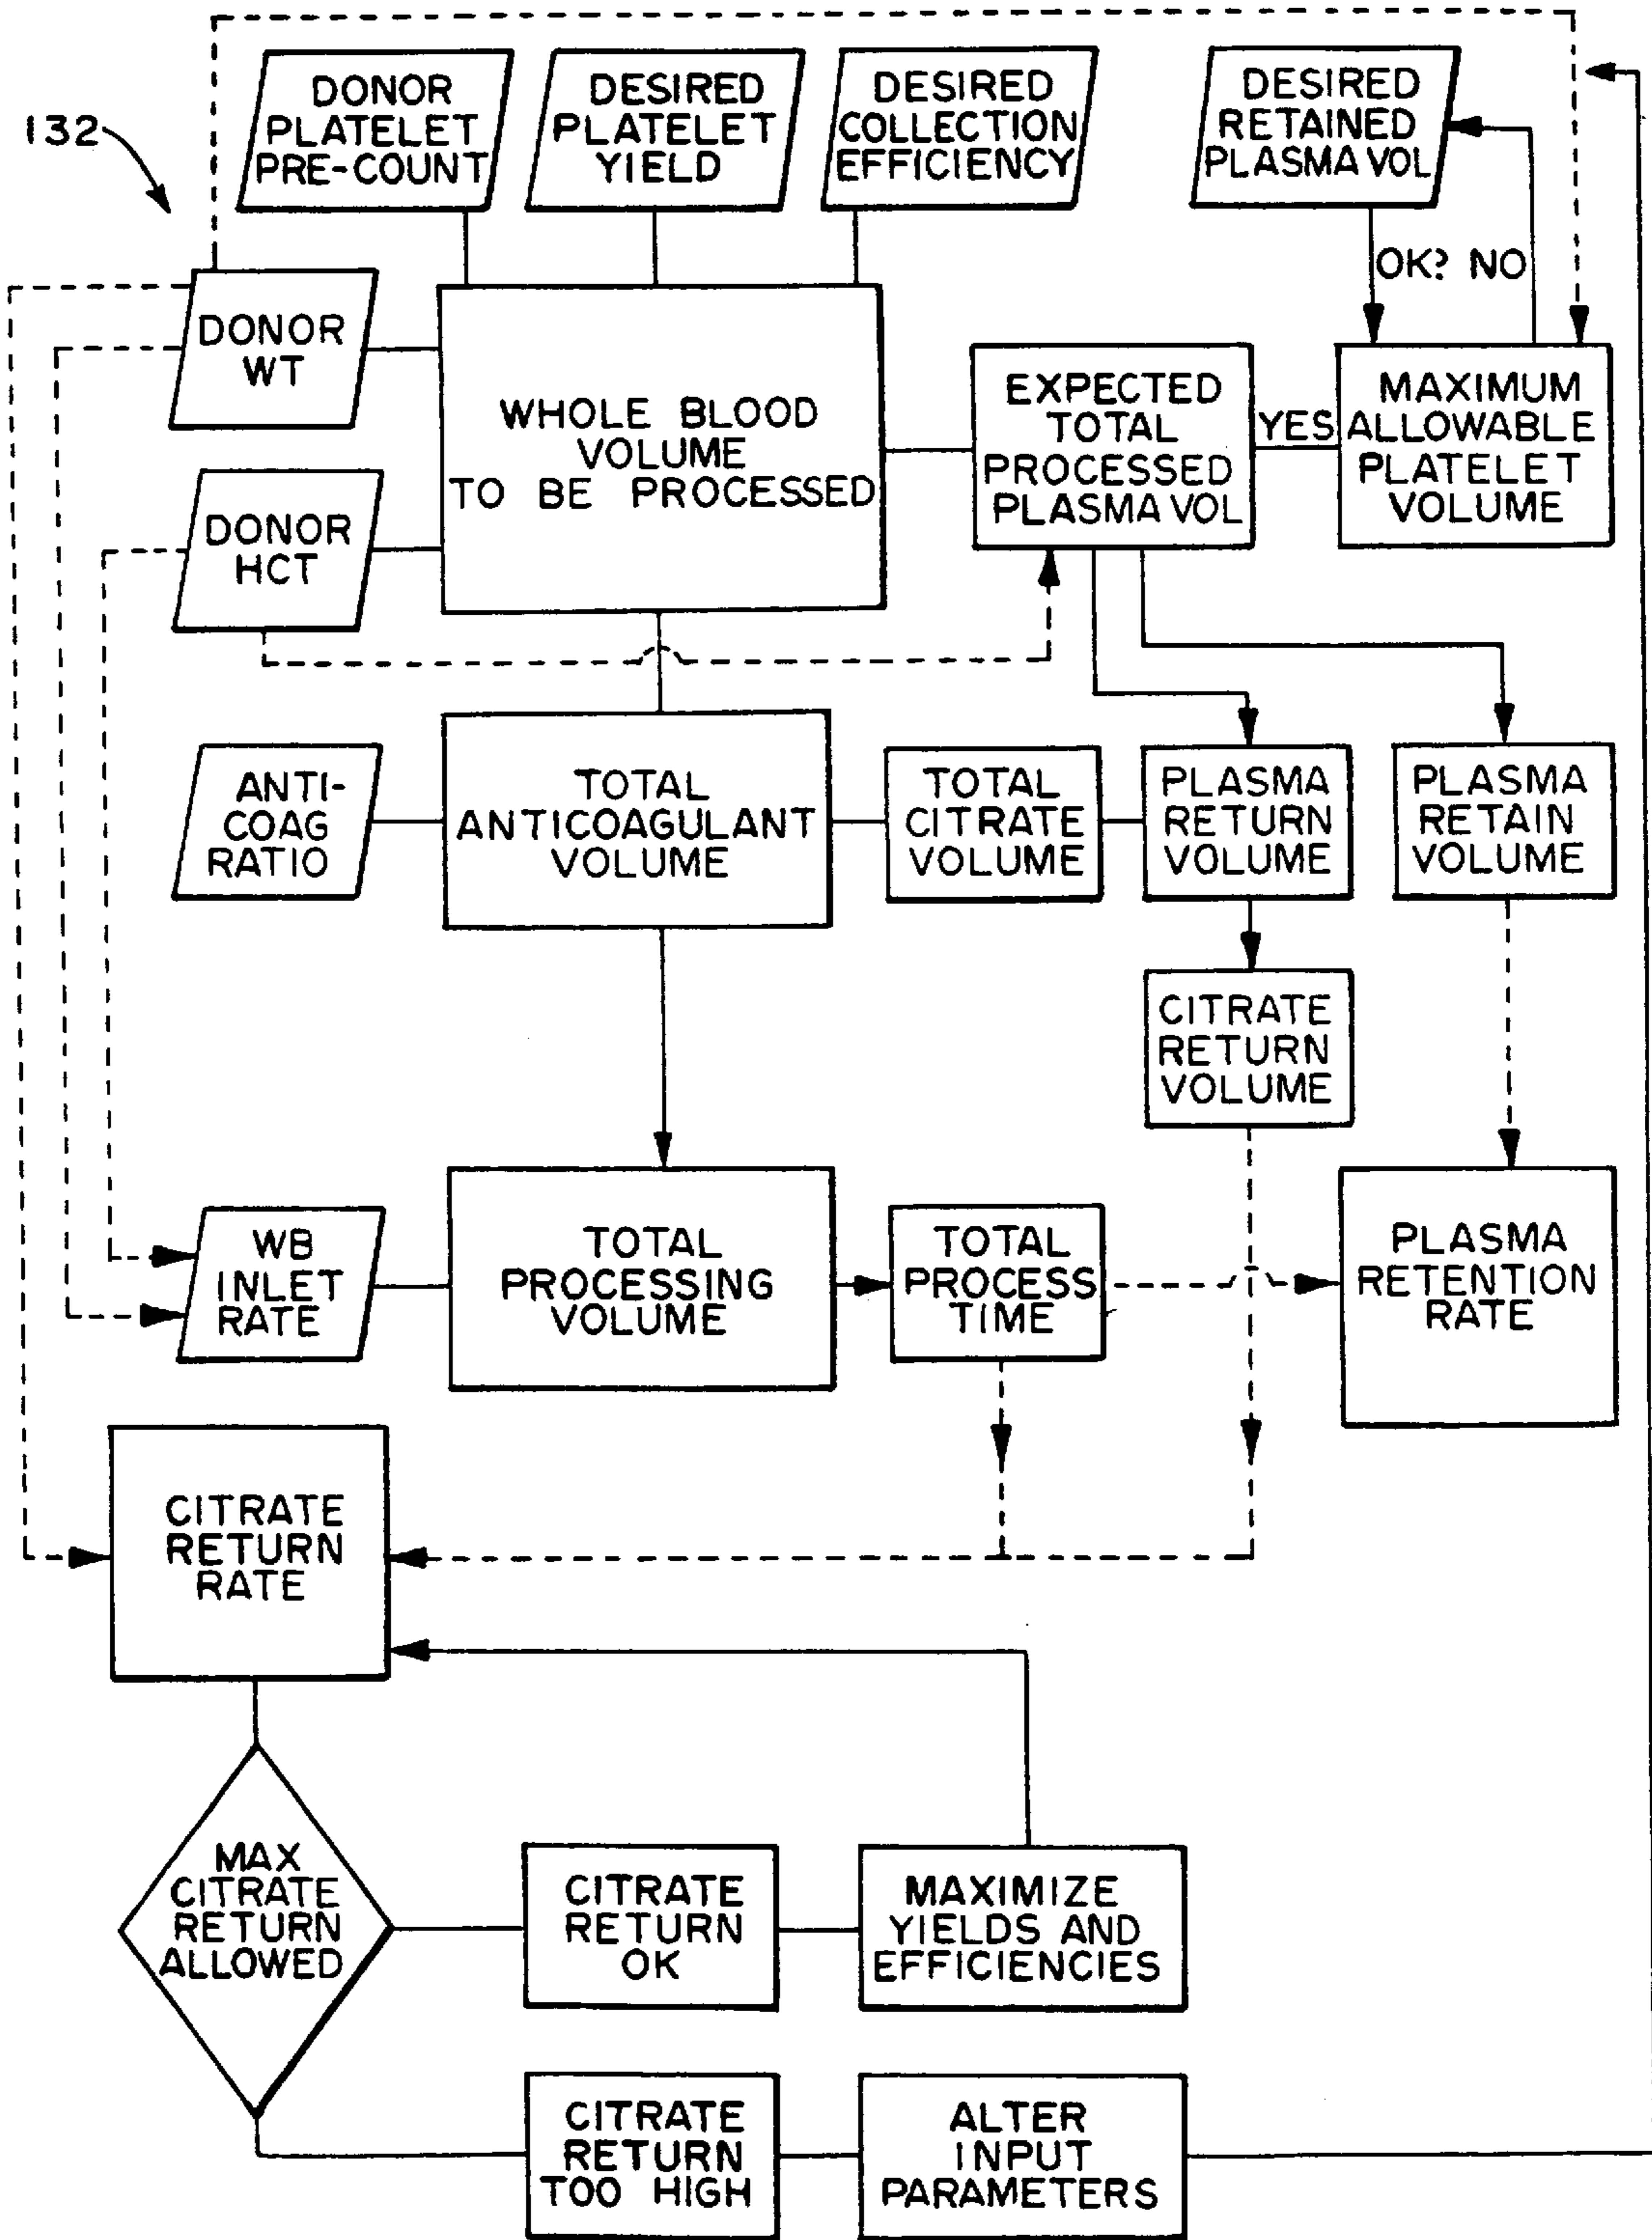 132
DONOR
PLATELET
PRE-COUNT
DESIRED
PLATELET
YIELD
DESIRED
COLLECTION
EFFICIENCY
DESIRED
RETAINED
PLASMA VOL
OK? NO
DONOR
WT
WHOLE BLOOD
VOLUME
TO BE PROCESSED
EXPECTED
TOTAL
PROCESSED
PLASMA VOL
YES
MAXIMUM
ALLOWABLE
PLATELET
VOLUME
DONOR
HCT
ANTI-
COAG
RATIO
TOTAL
ANTICOAGULANT
VOLUME
TOTAL
CITRATE
VOLUME
PLASMA
RETURN
VOLUME
PLASMA
RETAIN
VOLUME
CITRATE
RETURN
VOLUME
WB
INLET
RATE
TOTAL
PROCESSING
VOLUME
TOTAL
PROCESS
TIME
PLASMA
RETENTION
RATE
CITRATE
RETURN
RATE
MAX
CITRATE
RETURN
ALLOWED
CITRATE
RETURN
OK
MAXIMIZE
YIELDS AND
EFFICIENCIES
CITRATE
RETURN
TOO HIGH
ALTER
INPUT
PARAMETERS